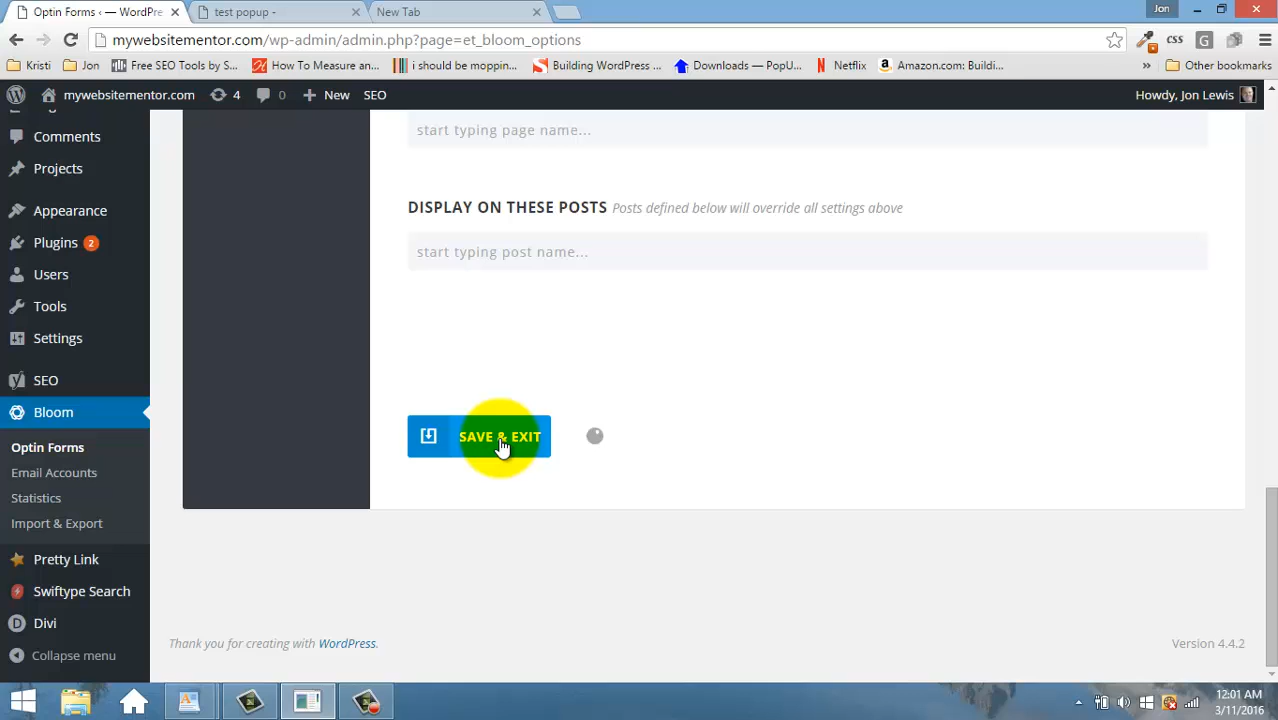 Optin Forms ‹ — WordPre
test popup -
New Tab
Jon
mywebsitementor.com/wp-admin/admin.php?page=et_bloom_options
CSS
G
Kristi
Jon
Free SEO Tools by S...
How To Measure an...
i should be moppin...
Building WordPress ...
Downloads — PopU...
Netflix
Amazon.com: Buildi...
»
Other bookmarks
mywebsitementor.com
4
0
New
SEO
Howdy, Jon Lewis
Comments
Projects
Appearance
Plugins 2
Users
Tools
Settings
SEO
Bloom
Optin Forms
Email Accounts
Statistics
Import & Export
Pretty Link
Swiftype Search
D Divi
Collapse menu
start typing page name...
DISPLAY ON THESE POSTS Posts defined below will override all settings above
start typing post name...
SAVE & EXIT
Thank you for creating with WordPress.
Version 4.4.2
12:01 AM
3/11/2016